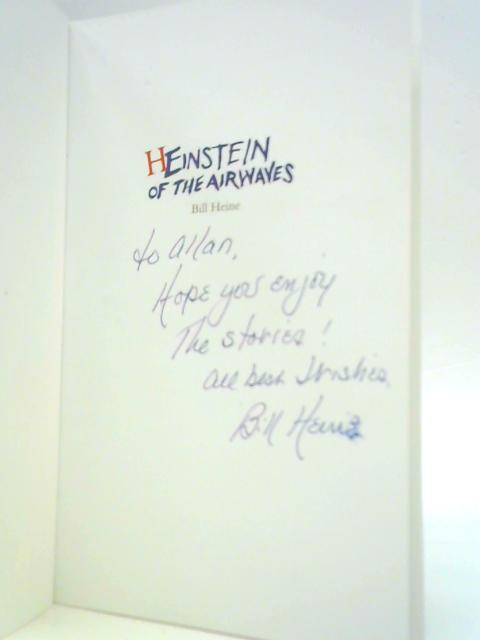 HEINSTEIN
OF THE AIRWAVES
Bill Heine
to Allan,
Hope you enjoy
The stories!
all best wishes,
Bill Heine